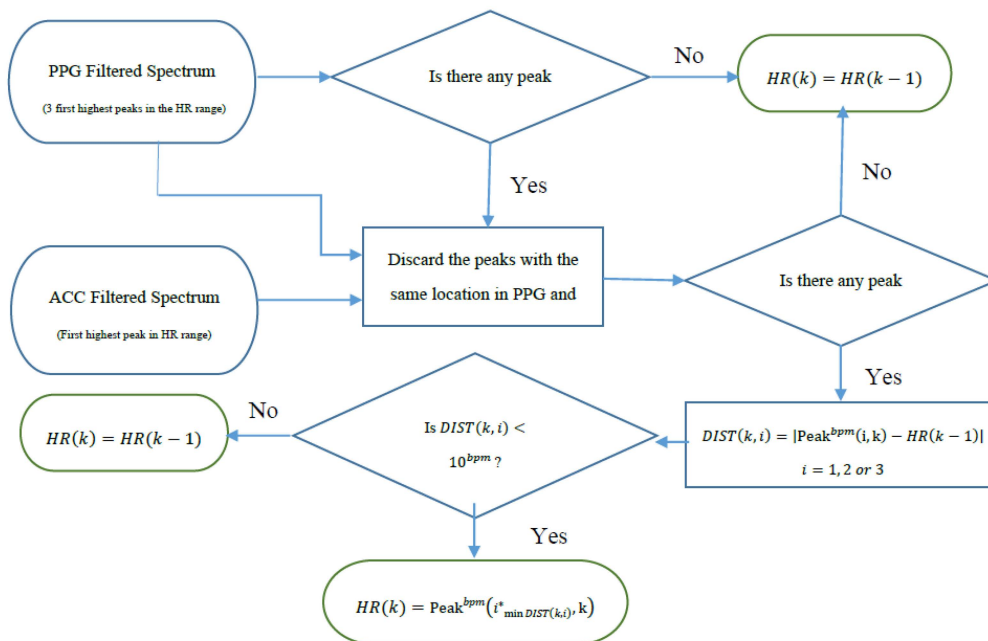 PPG Filtered Spectrum
(3 first highest peaks in the HR range)
Is there any peak
No
HR(k) = HR(k − 1)
Yes
No
Discard the peaks with the
same location in PPG and
Is there any peak
ACC Filtered Spectrum
(First highest peak in HR range)
Yes
HR(k) = HR(k − 1)
No
Is DIST(k, i) <
10^{bpm} ?
DIST(k, i) = |Peak^{bpm}(i, k) − HR(k − 1)|
i = 1, 2 or 3
Yes
HR(k) = Peak^{bpm}(i*_{min DIST(k,i)}, k)